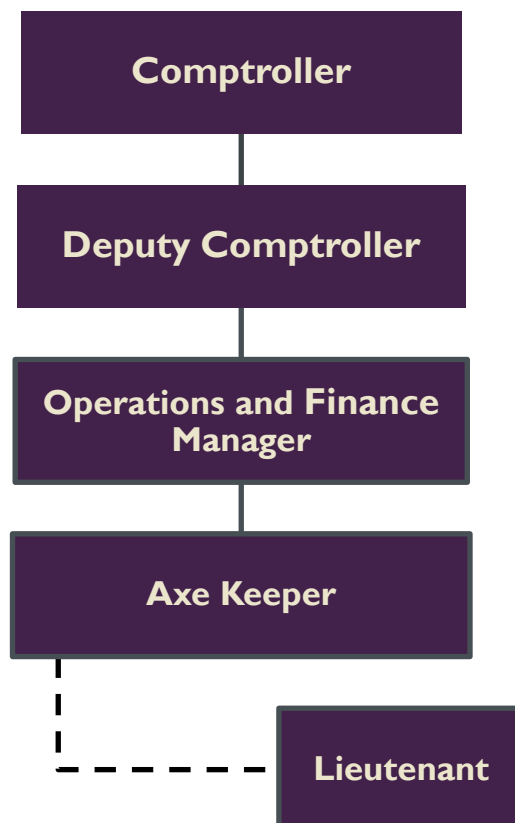 Comptroller
Deputy Comptroller
Operations and Finance
Manager
Axe Keeper
Lieutenant